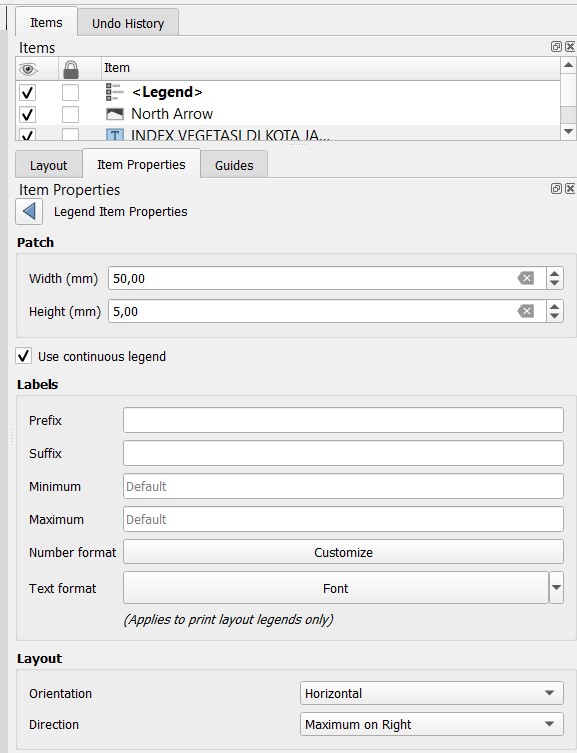 Items Undo History
Items
Item
<Legend>
North Arrow
INDEX VEGETASI DI KOTA JA...
Layout Item Properties Guides
Item Properties
Legend Item Properties
Patch
Width (mm) 50,00
Height (mm) 5,00
Use continuous legend
Labels
Prefix
Suffix
Minimum Default
Maximum Default
Number format Customize
Text format Font
(Applies to print layout legends only)
Layout
Orientation Horizontal
Direction Maximum on Right